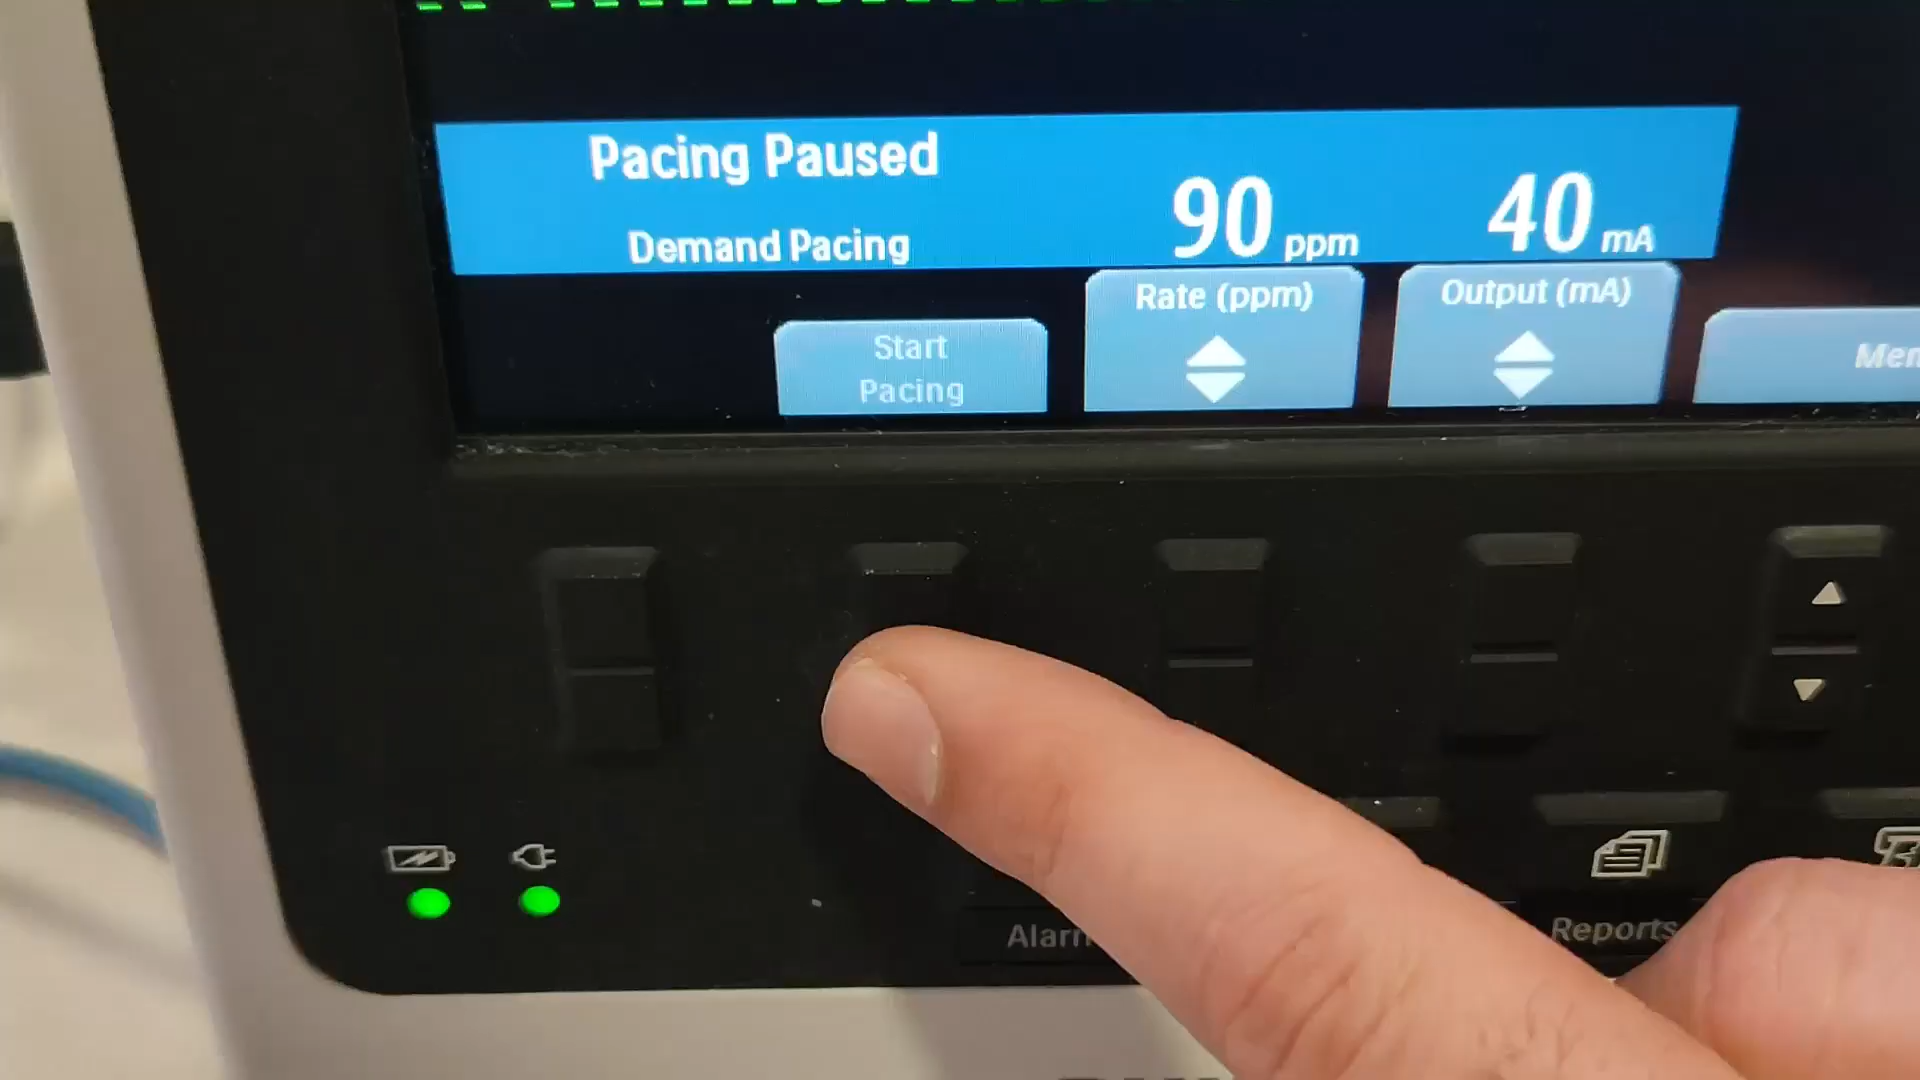 Pacing Paused
Demand Pacing
90 ppm
40 mA
Start
Pacing
Rate (ppm)
Output (mA)
Reports